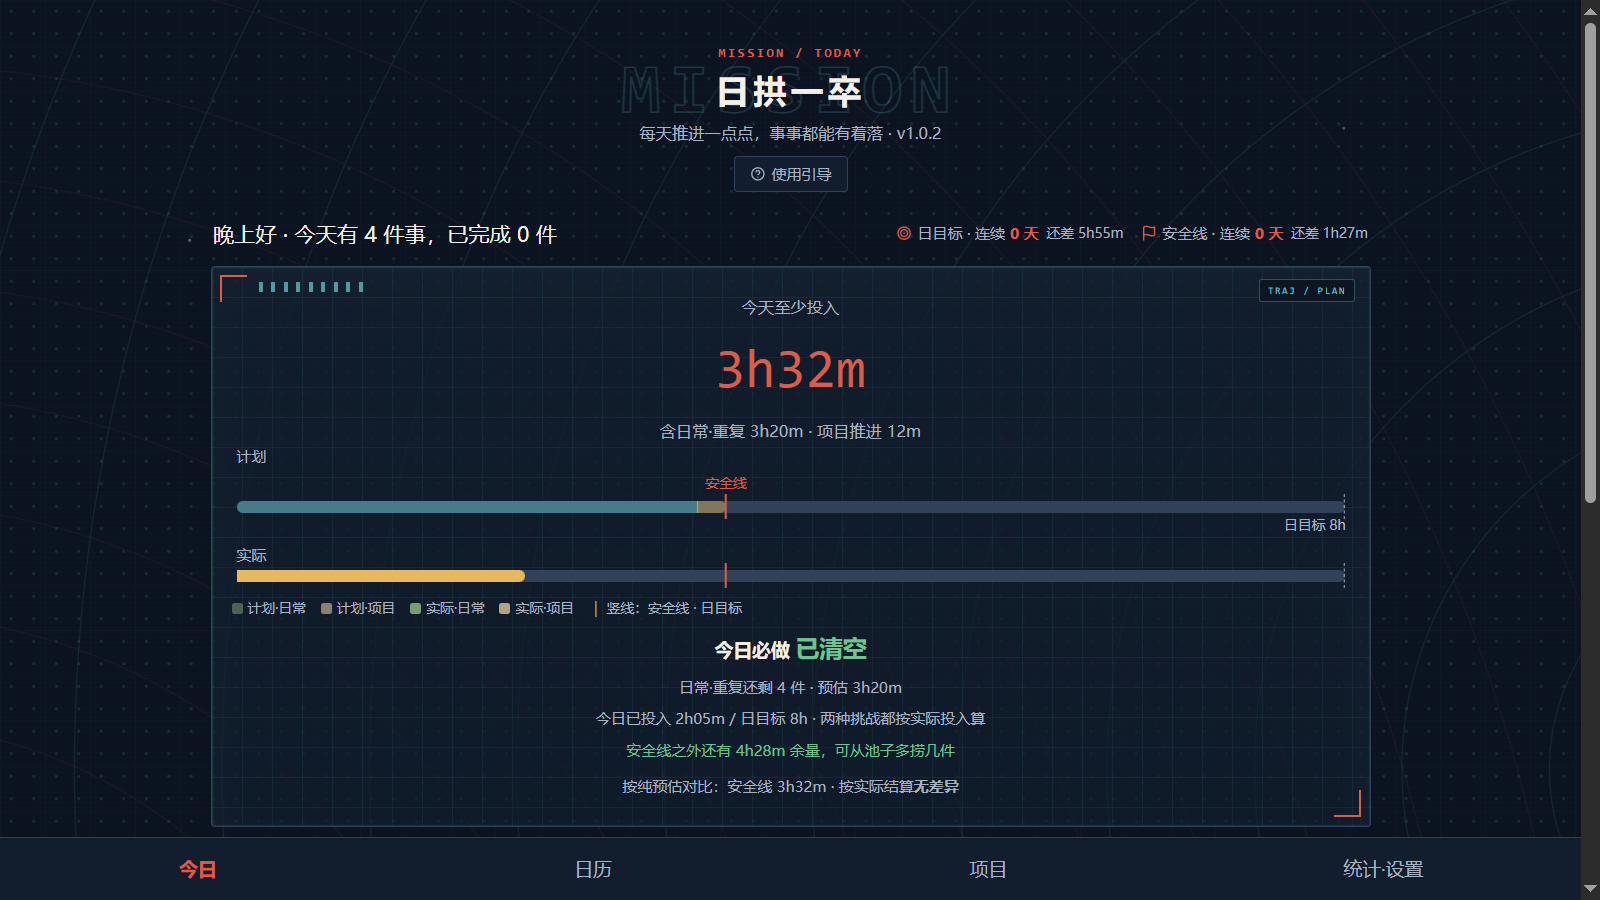 MISSION / TODAY
MISSION
日拱一卒
每天推进一点点，事事都能有着落 · v1.0.2
使用引导
晚上好 · 今天有 4 件事，已完成 0 件
日目标 · 连续 0 天 还差 5h55m
安全线 · 连续 0 天 还差 1h27m
TRAJ / PLAN
今天至少投入
3h32m
含日常·重复 3h20m · 项目推进 12m
计划
安全线
日目标 8h
实际
计划·日常 计划·项目 实际·日常 实际·项目 竖线：安全线 · 日目标
今日必做 已清空
日常·重复还剩 4 件 · 预估 3h20m
今日已投入 2h05m / 日目标 8h · 两种挑战都按实际投入算
安全线之外还有 4h28m 余量，可从池子多捞几件
按纯预估对比：安全线 3h32m · 按实际结算无差异
今日 日历 项目 统计·设置